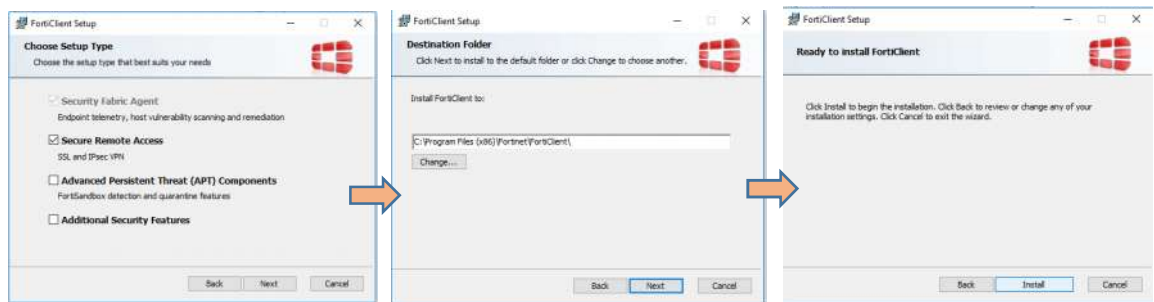 FortiClient Setup
Choose Setup Type
Choose the setup type that best suits your needs
Security Fabric Agent
Endpoint telemetry, host vulnerability scanning and remediation
Secure Remote Access
SSL and IPsec VPN
Advanced Persistent Threat (APT) Components
FortiSandbox detection and quarantine features
Additional Security Features
Back Next Cancel
FortiClient Setup
Destination Folder
Click Next to install to the default folder or click Change to choose another.
Install FortiClient to:
C:\Program Files (x86)\Fortinet\FortiClient\
Change...
Back Next Cancel
FortiClient Setup
Ready to install FortiClient
Click Install to begin the installation. Click Back to review or change any of your
installation settings. Click Cancel to exit the wizard.
Back Install Cancel